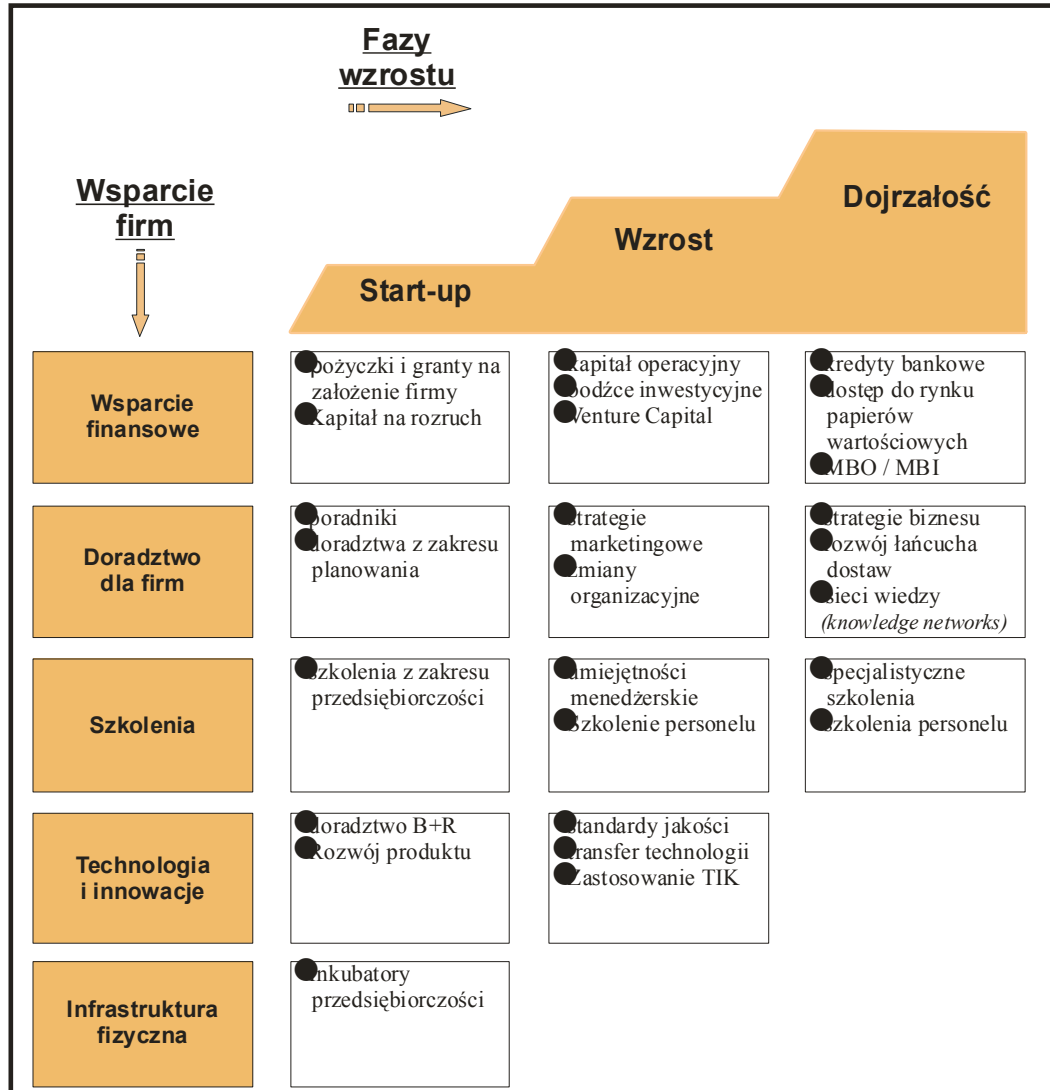 Fazy
wzrostu
Wsparcie
firm
Start-up
Wzrost
Dojrzałość
Wsparcie
finansowe
pożyczki i granty na
założenie firmy
Kapitał na rozruch
kapitał operacyjny
bodźce inwestycyjne
Venture Capital
kredyty bankowe
dostęp do rynku
papierów
wartościowych
MBO / MBI
Doradztwo
dla firm
poradniki
doradztwa z zakresu
planowania
strategie
marketingowe
zmiany
organizacyjne
strategie biznesu
rozwój łańcucha
dostaw
sieci wiedzy
(knowledge networks)
Szkolenia
szkolenia z zakresu
przedsiębiorczości
umiejętności
menedżerskie
Szkolenie personelu
specjalistyczne
szkolenia
szkolenia personelu
Technologia
i innowacje
doradztwo B+R
Rozwój produktu
standardy jakości
transfer technologii
Zastosowanie TIK
Infrastruktura
fizyczna
inkubatory
przedsiębiorczości